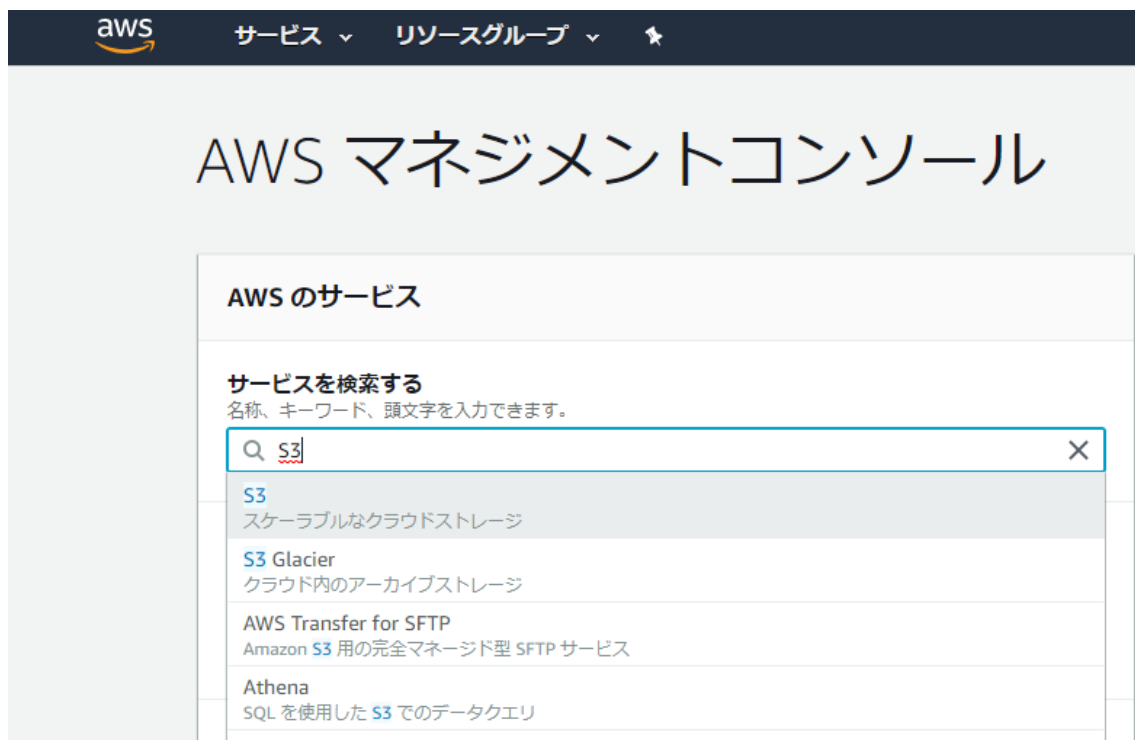 aws サービス リソースグループ
AWS マネジメントコンソール
AWS のサービス
サービスを検索する
名称、キーワード、頭文字を入力できます。
S3
S3
スケーラブルなクラウドストレージ
S3 Glacier
クラウド内のアーカイブストレージ
AWS Transfer for SFTP
Amazon S3 用の完全マネージド型 SFTP サービス
Athena
SQL を使用した S3 でのデータクエリ